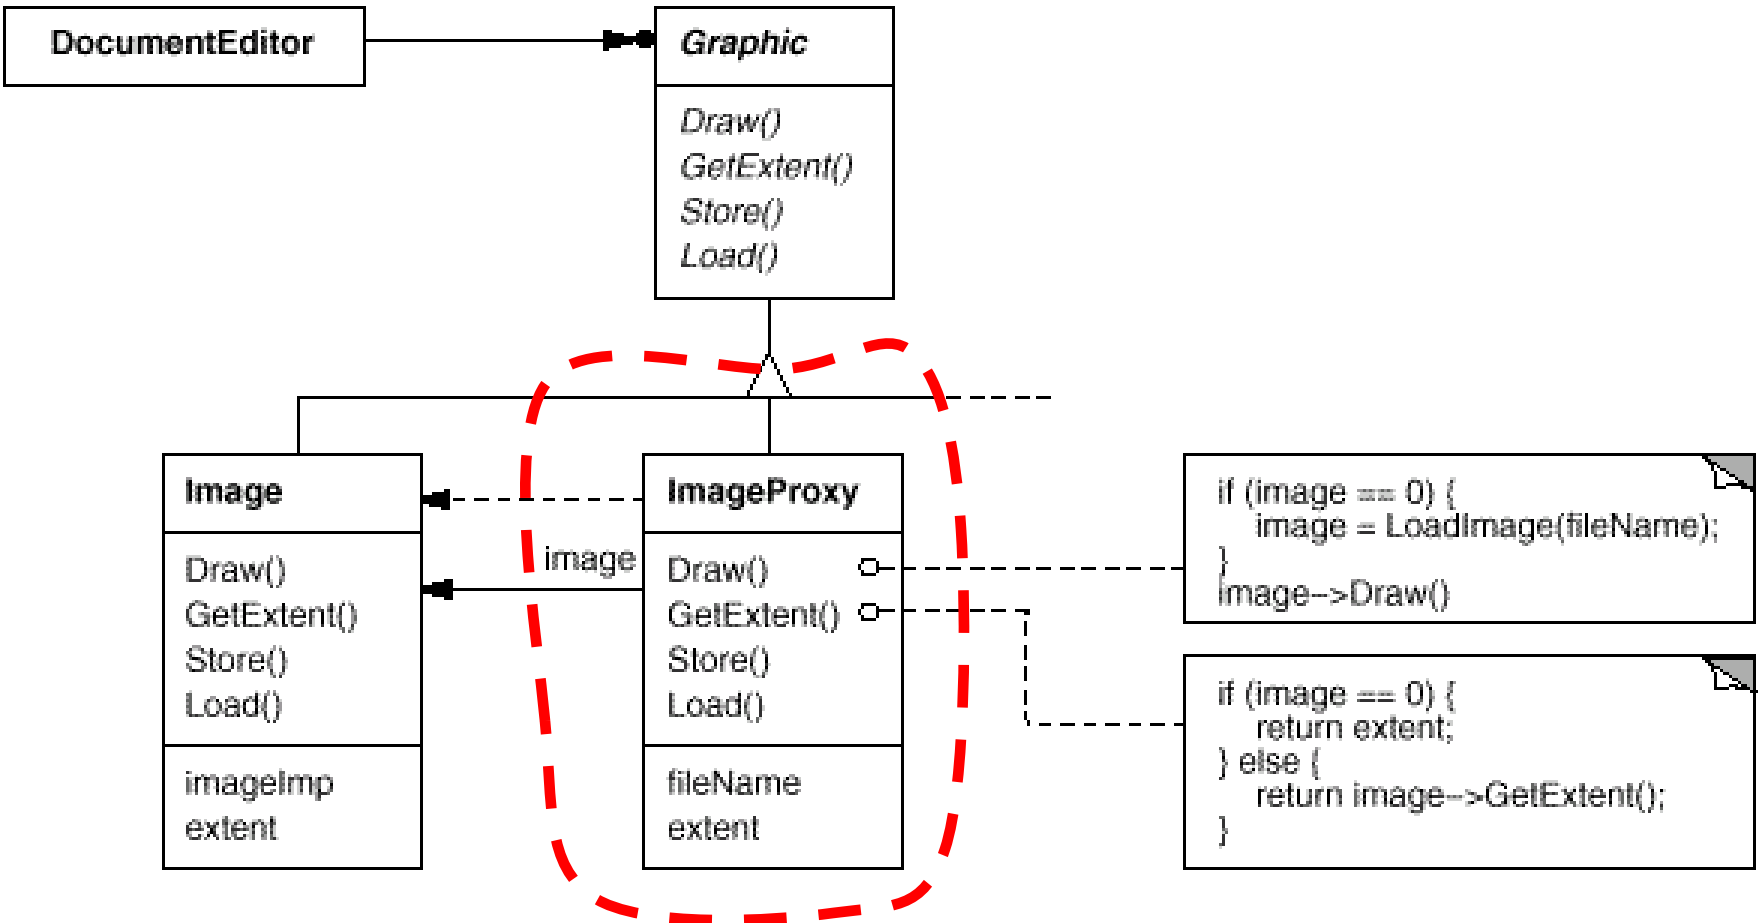 DocumentEditor
Graphic
Draw()
GetExtent()
Store()
Load()
Image
Draw()
GetExtent()
Store()
Load()
imageImp
extent
image
ImageProxy
Draw()
GetExtent()
Store()
Load()
fileName
extent
if (image == 0) {
image = LoadImage(fileName);
}
image-->Draw()
if (image == 0) {
return extent;
} else {
return image-->GetExtent();
}